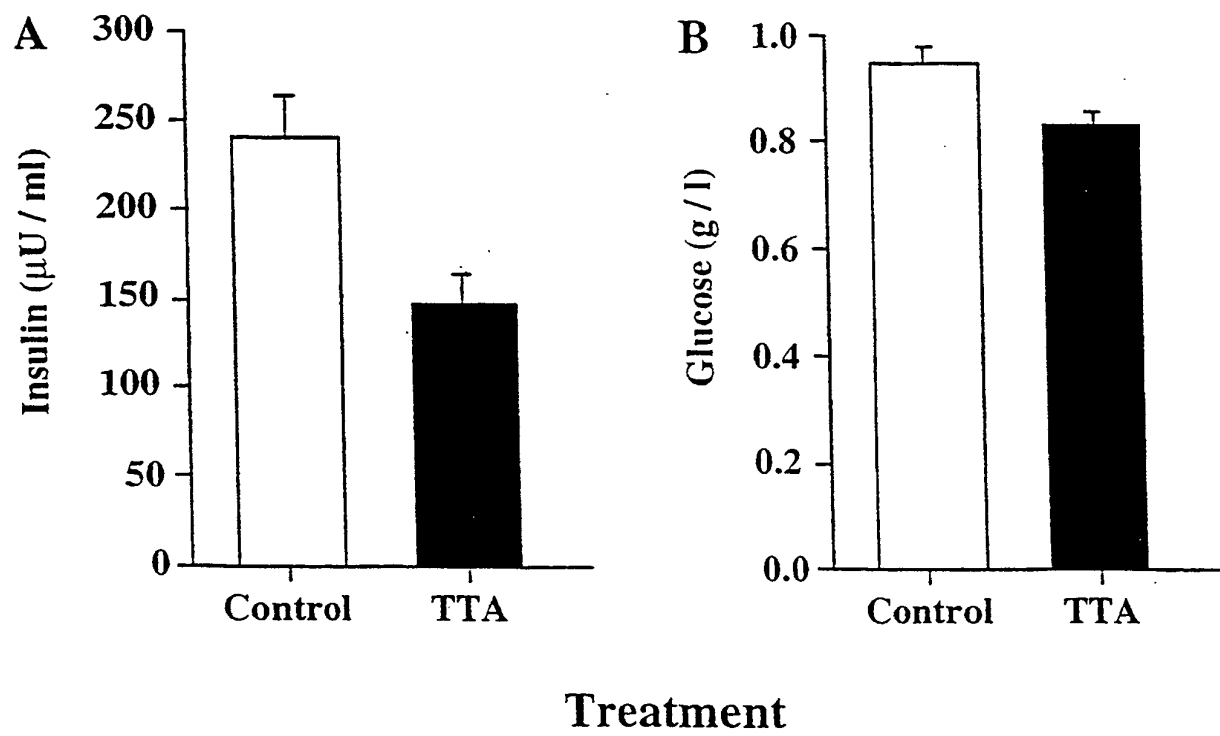 A
300
250
200
150
100
50
0
Insulin (µU / ml)
Control TTA
B
1.0
0.8
0.6
0.4
0.2
0.0
Glucose (g / l)
Control TTA
Treatment